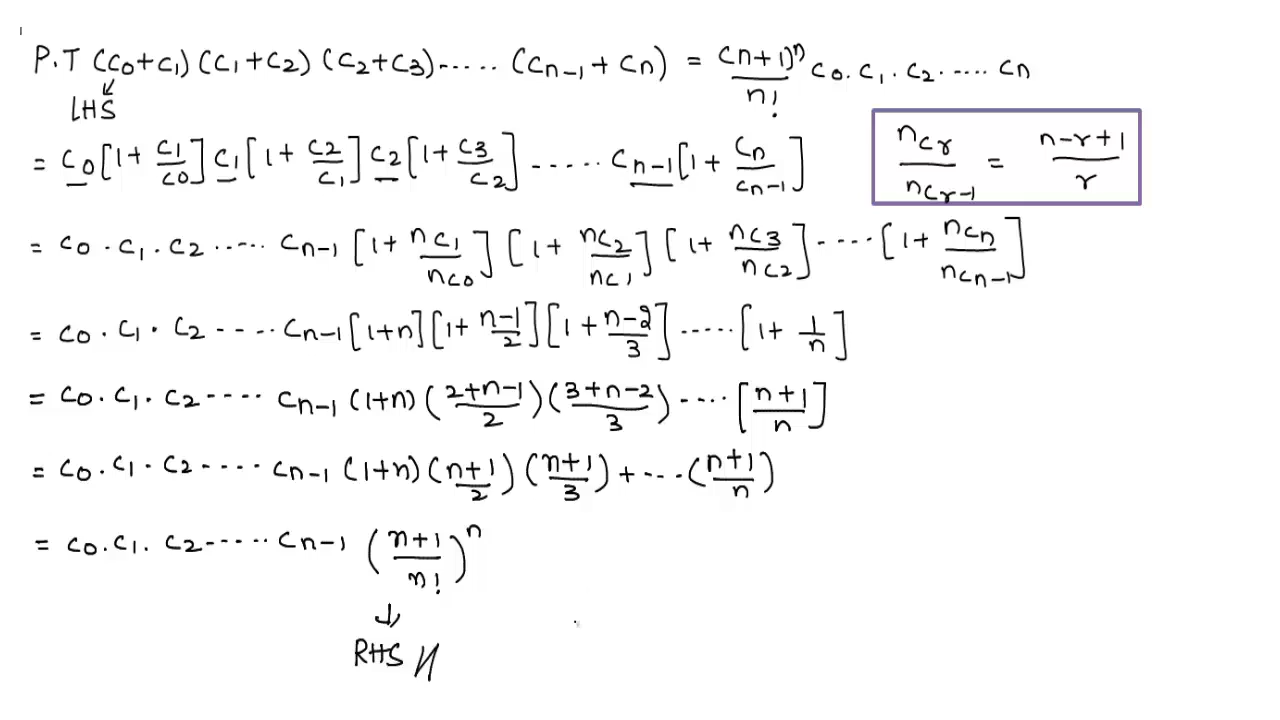 P.T (C0+C1) (C1+C2) (C2+C3)..... (Cn-1 + Cn) = (n+1)^n/n! C0. C1. C2. .... Cn
↓
LHS
= C0[1+ C1/C0] C1[1+ C2/C1] C2[1+ C3/C2] ...... Cn-1[1+ Cn/Cn-1]
nCr/nCr-1 = n-r+1/r
= C0 . C1 . C2 ..... Cn-1 [1+ nC1/nC0] [1+ nC2/nC1] [1+ nC3/nC2].....[1+ nCn/nCn-1]
= C0 . C1 . C2 ----.. Cn-1[1+n][1+ n-1/2][1+ n-2/3] ......[1+ 1/n]
= C0. C1. C2 ----.. Cn-1 (1+n) (2+n-1/2)(3+n-2/3) -....[n+1/n]
= C0. C1. C2 ----.. Cn-1 (1+n) (n+1/2) (n+1/3) + -...(n+1/n)
= C0. C1. C2 ----.. Cn-1 (n+1/n!)^n
↓
RHS //